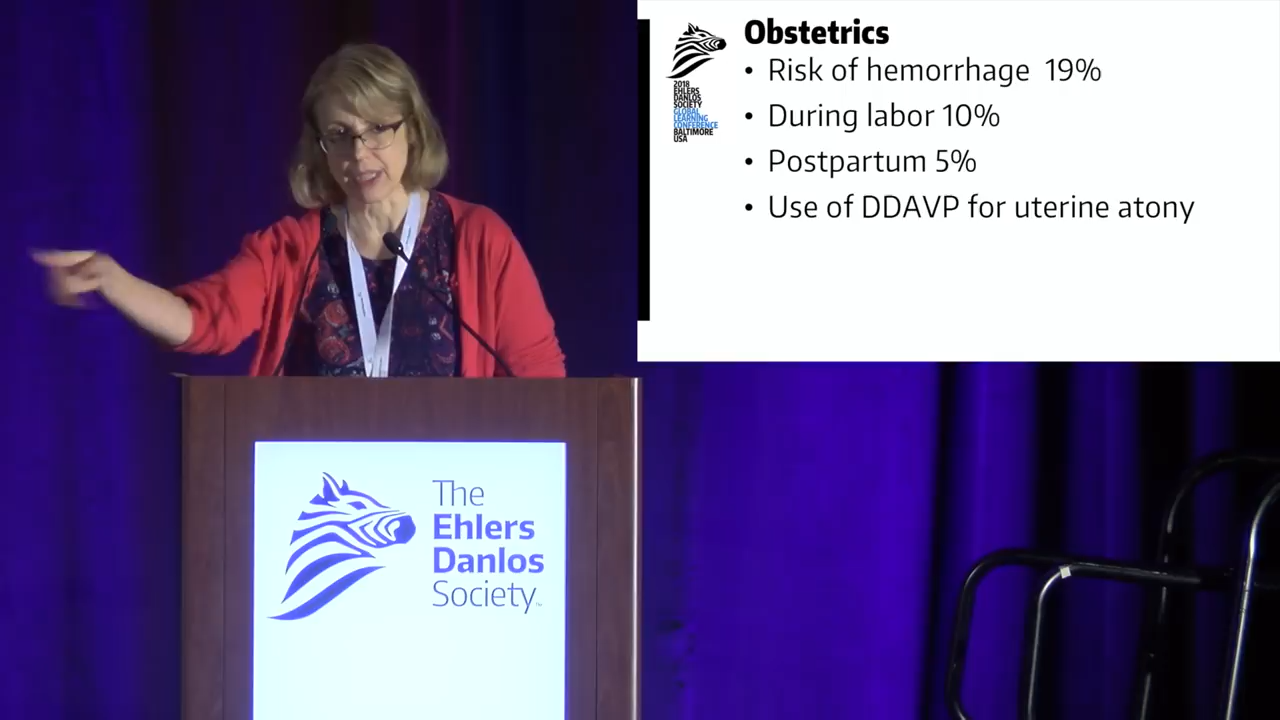 Obstetrics
• Risk of hemorrhage 19%
• During labor 10%
• Postpartum 5%
• Use of DDAVP for uterine atony
2018
EHLERS
DANLOS
SOCIETY
GLOBAL
LEARNING
CONFERENCE
BALTIMORE
USA
The
Ehlers
Danlos
Society